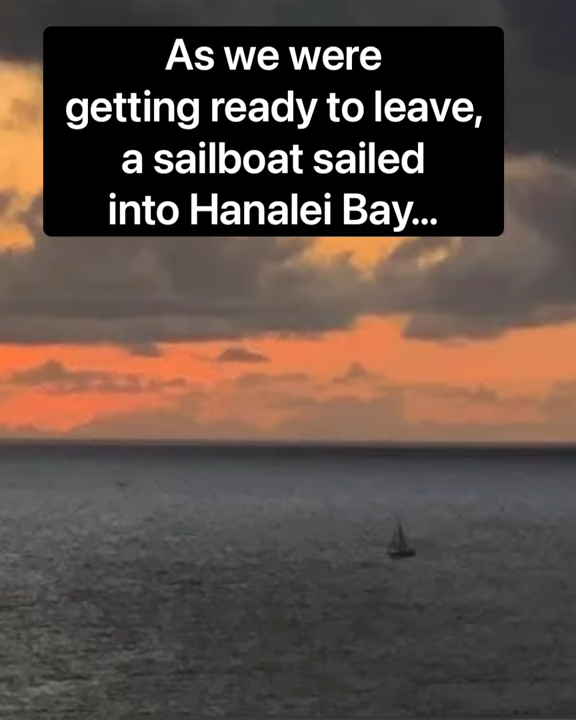 As we were
getting ready to leave,
a sailboat sailed
into Hanalei Bay...